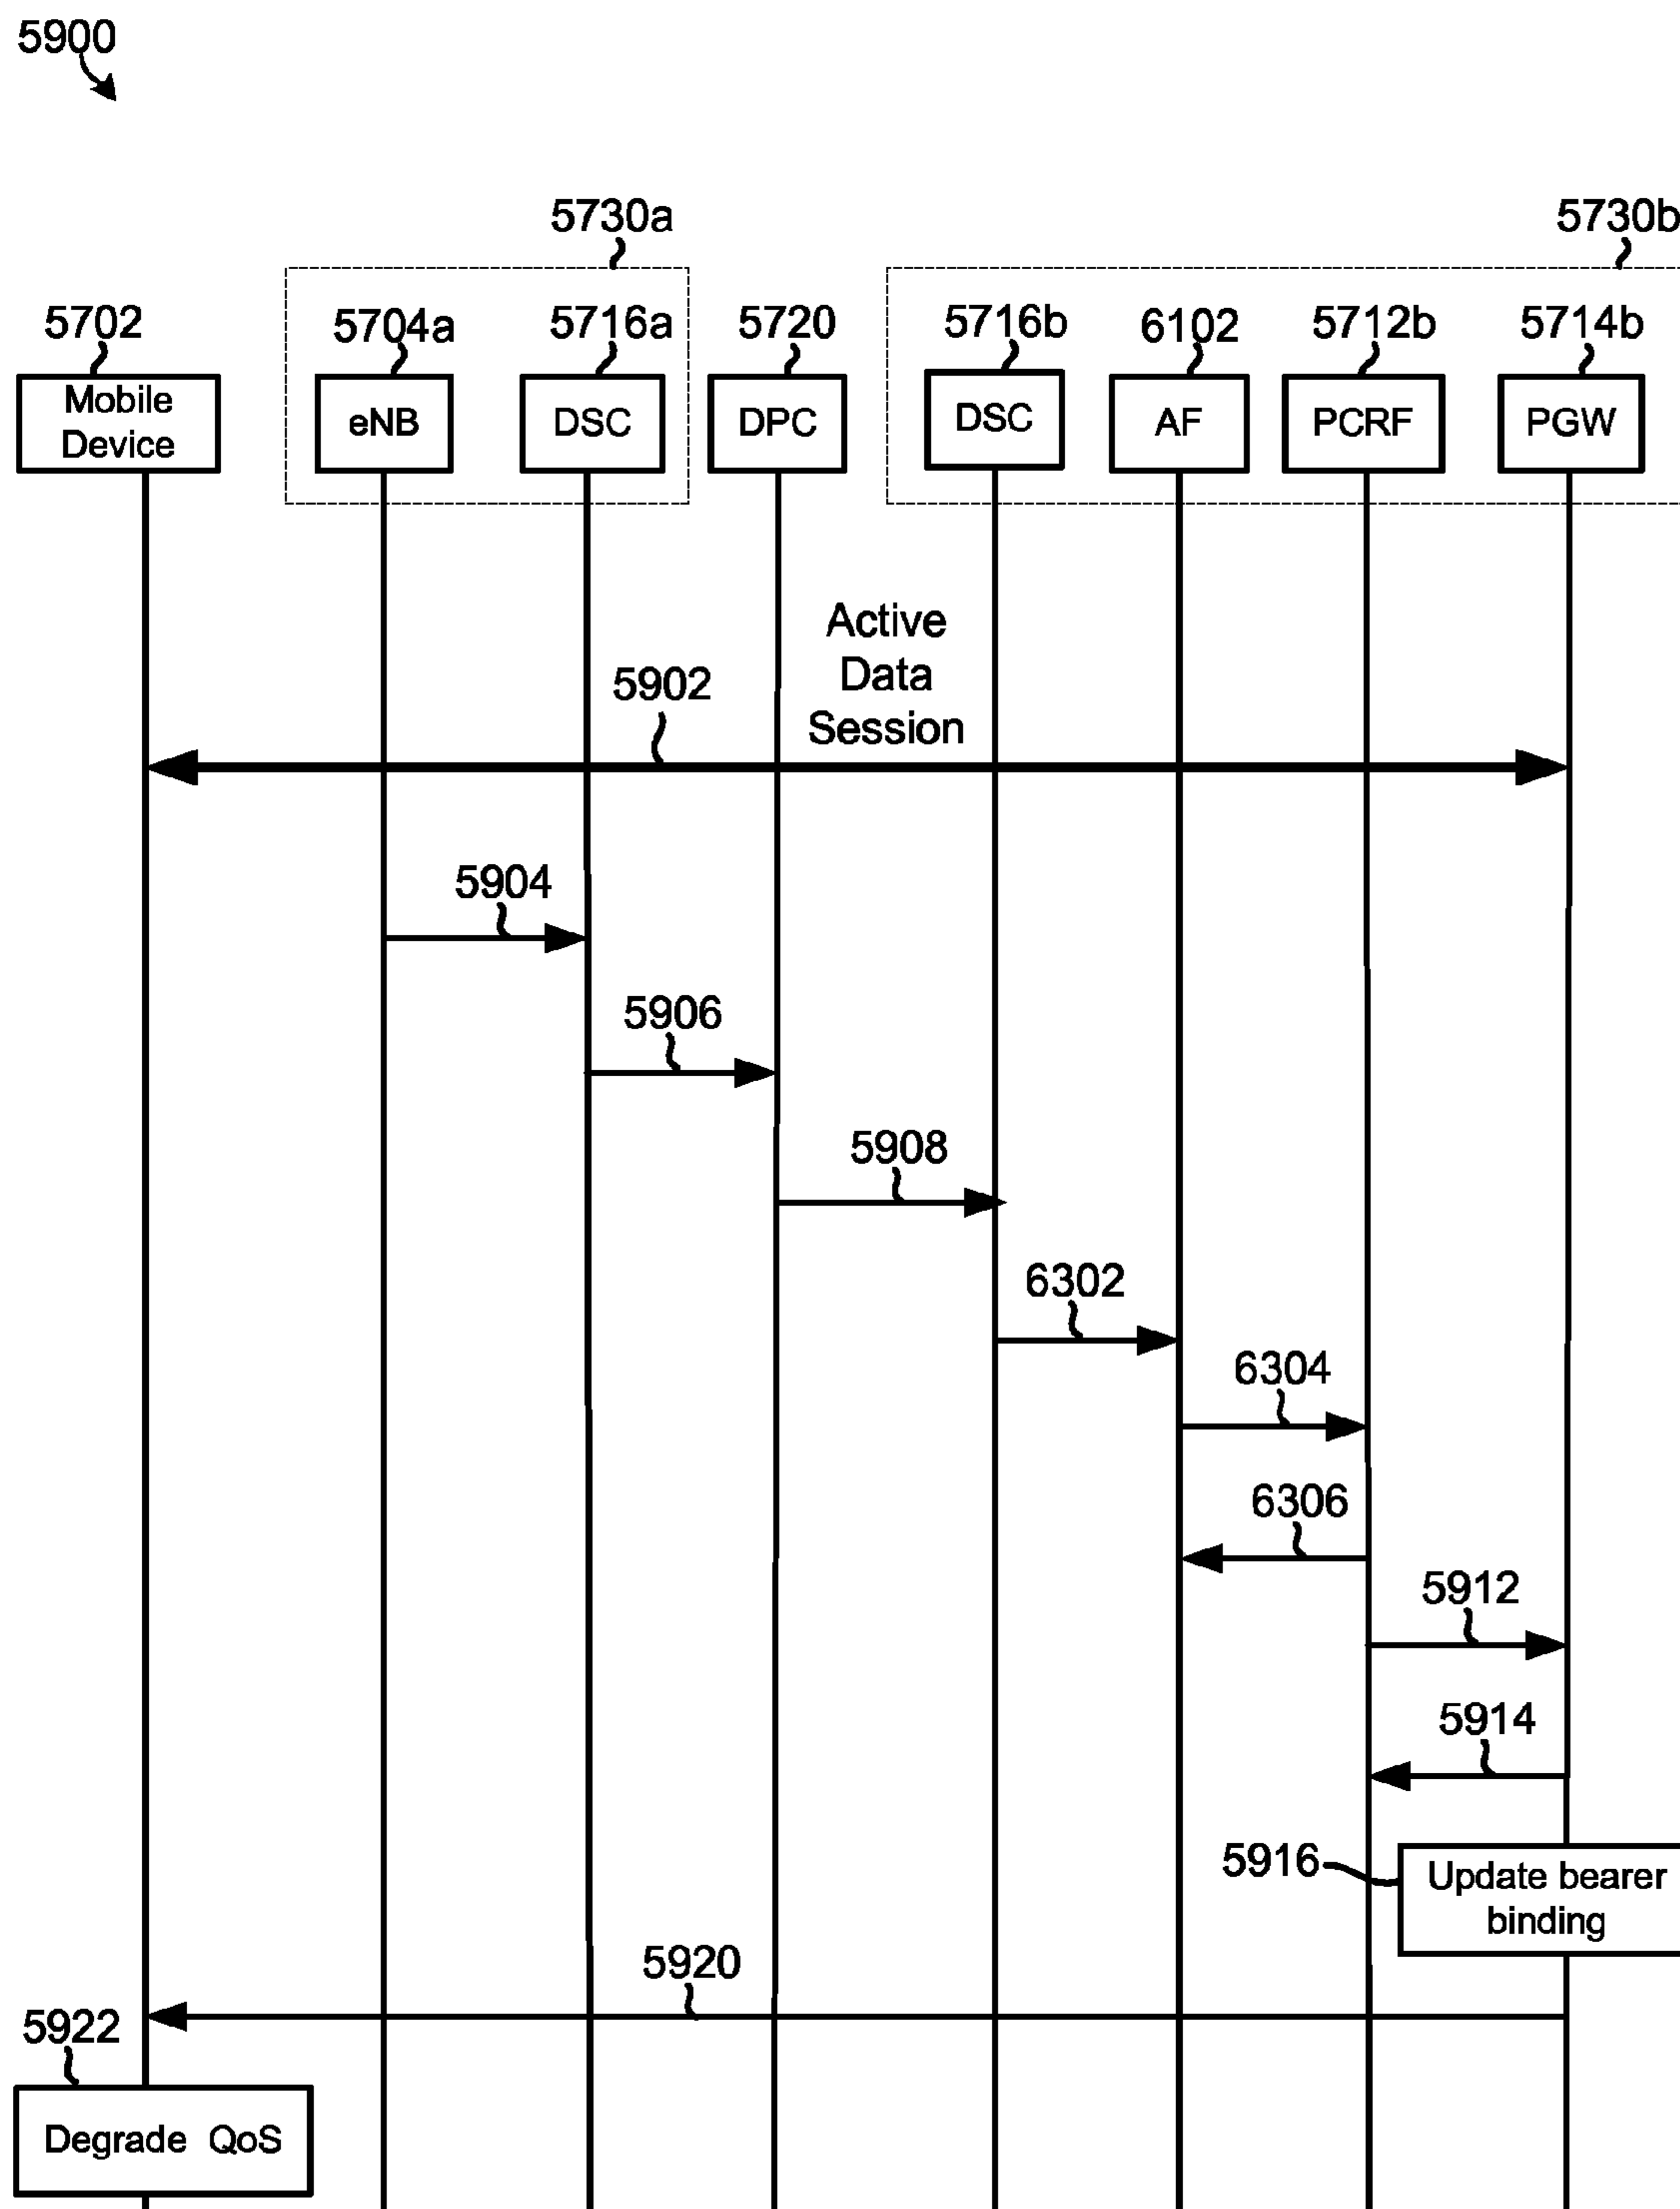 5900
5730a
5730b
5702
5704a
5716a
5720
5716b
6102
5712b
5714b
Mobile
Device
eNB
DSC
DPC
DSC
AF
PCRF
PGW
Active
Data
Session
5902
5904
5906
5908
6302
6304
6306
5912
5914
5916
Update bearer
binding
5920
5922
Degrade QoS